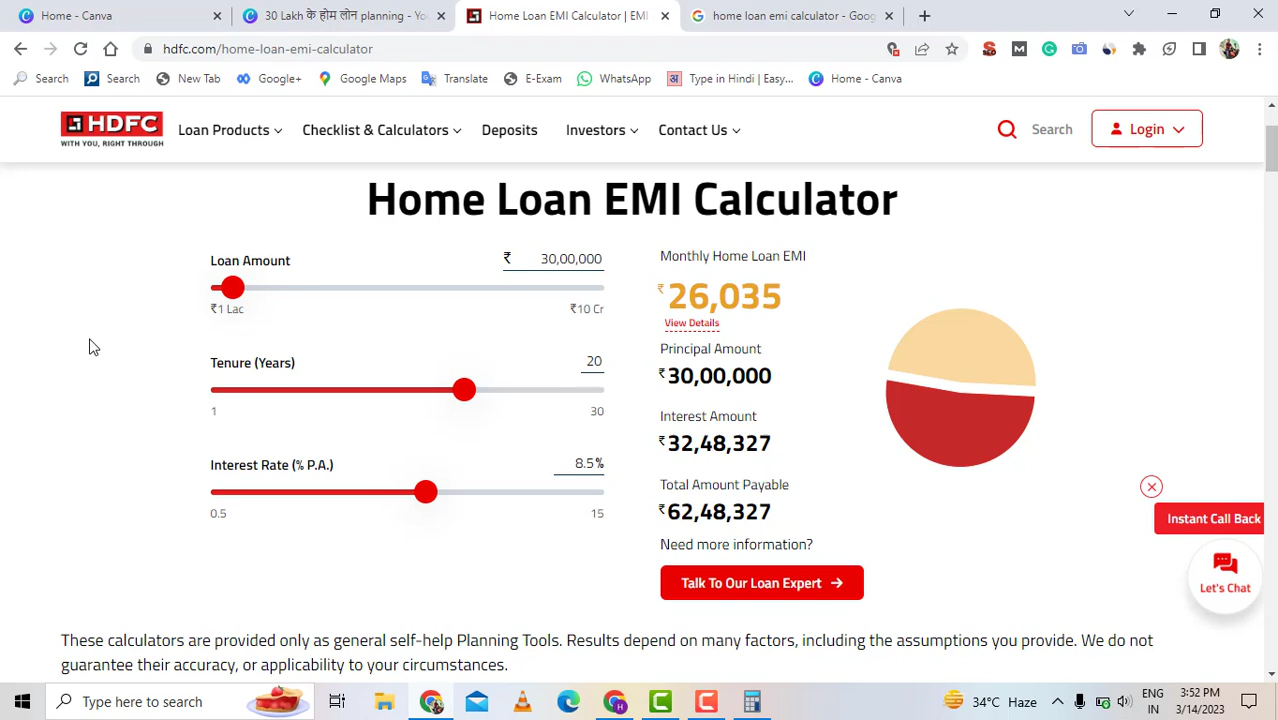 Home - Canva
30 Lakh के होम लोन planning - You
Home Loan EMI Calculator | EMI
home loan emi calculator - Goog
hdfc.com/home-loan-emi-calculator
Search
Search
New Tab
Google+
Google Maps
Translate
E-Exam
WhatsApp
Type in Hindi | Easy...
Home - Canva
HDFC
WITH YOU, RIGHT THROUGH
Loan Products
Checklist & Calculators
Deposits
Investors
Contact Us
Search
Login
Home Loan EMI Calculator
Loan Amount
₹ 30,00,000
₹1 Lac
₹10 Cr
Tenure (Years)
20
1
30
Interest Rate (% P.A.)
8.5%
0.5
15
Monthly Home Loan EMI
₹26,035
View Details
Principal Amount
₹30,00,000
Interest Amount
₹32,48,327
Total Amount Payable
₹62,48,327
Need more information?
Talk To Our Loan Expert
Instant Call Back
Let's Chat
These calculators are provided only as general self-help Planning Tools. Results depend on many factors, including the assumptions you provide. We do not
guarantee their accuracy, or applicability to your circumstances.
Type here to search
34°C Haze
ENG
IN
3:52 PM
3/14/2023